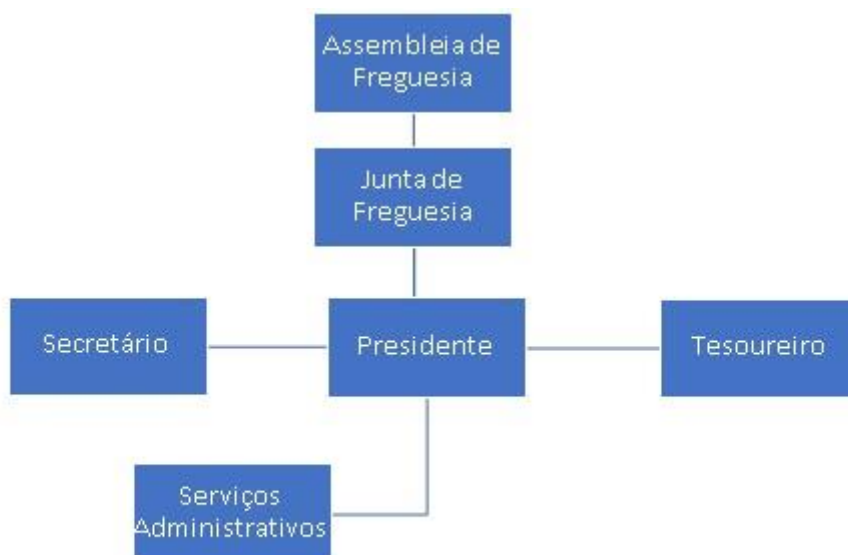 Assembleia de
Freguesia
Junta de
Freguesia
Secretário
Presidente
Tesoureiro
Serviços
Administrativos